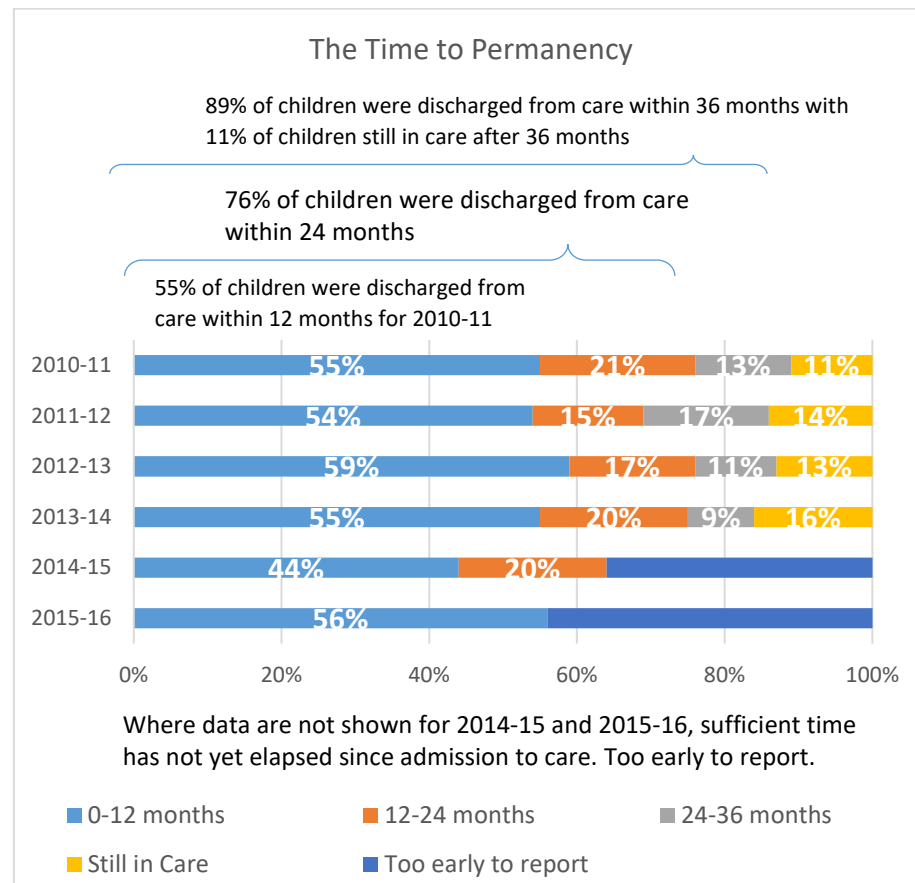 The Time to Permanency
89% of children were discharged from care within 36 months with
11% of children still in care after 36 months
76% of children were discharged from care
within 24 months
55% of children were discharged from
care within 12 months for 2010-11
2010-11 55% 21% 13% 11%
2011-12 54% 15% 17% 14%
2012-13 59% 17% 11% 13%
2013-14 55% 20% 9% 16%
2014-15 44% 20%
2015-16 56%
0% 20% 40% 60% 80% 100%
Where data are not shown for 2014-15 and 2015-16, sufficient time
has not yet elapsed since admission to care. Too early to report.
0-12 months 12-24 months 24-36 months
Still in Care Too early to report